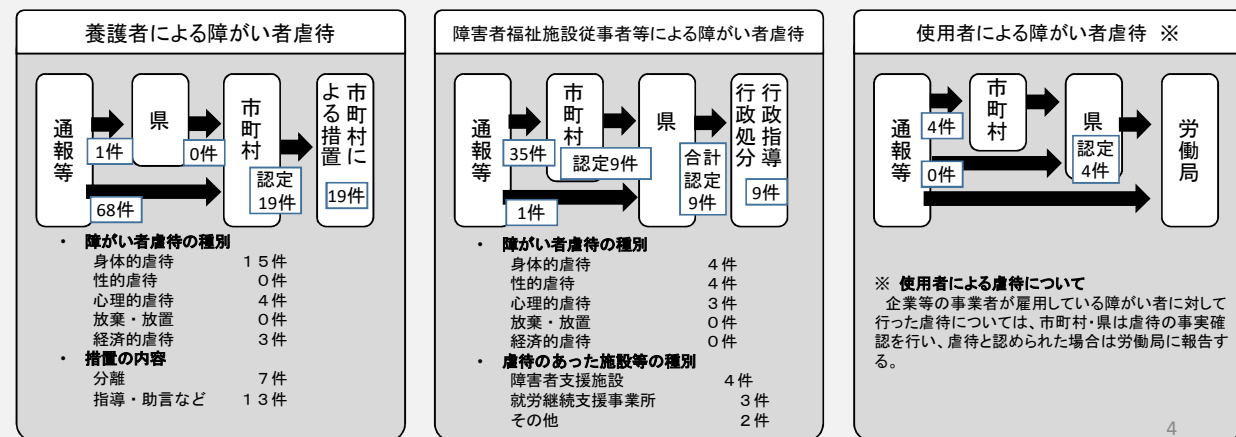 養護者による障がい者虐待
通報等
1件
県
0件
市町村
認定
19件
68件
市町村に
よる措置
19件
・ 障がい者虐待の種別
身体的虐待 １５件
性的虐待 ０件
心理的虐待 ４件
放棄・放置 ０件
経済的虐待 ３件
・ 措置の内容
分離 ７件
指導・助言など １３件
障害者福祉施設従事者等による障がい者虐待
通報等
35件
市町村
認定9件
1件
県
合計
認定
9件
行政指導
行政処分
9件
・ 障がい者虐待の種別
身体的虐待 ４件
性的虐待 ４件
心理的虐待 ３件
放棄・放置 ０件
経済的虐待 ０件
・ 虐待のあった施設等の種別
障害者支援施設 ４件
就労継続支援事業所 ３件
その他 ２件
使用者による障がい者虐待 ※
通報等
4件
市町村
0件
県
認定
4件
労働局
※ 使用者による虐待について
企業等の事業者が雇用している障がい者に対して
行った虐待については、市町村・県は虐待の事実確
認を行い、虐待と認められた場合は労働局に報告す
る。
4